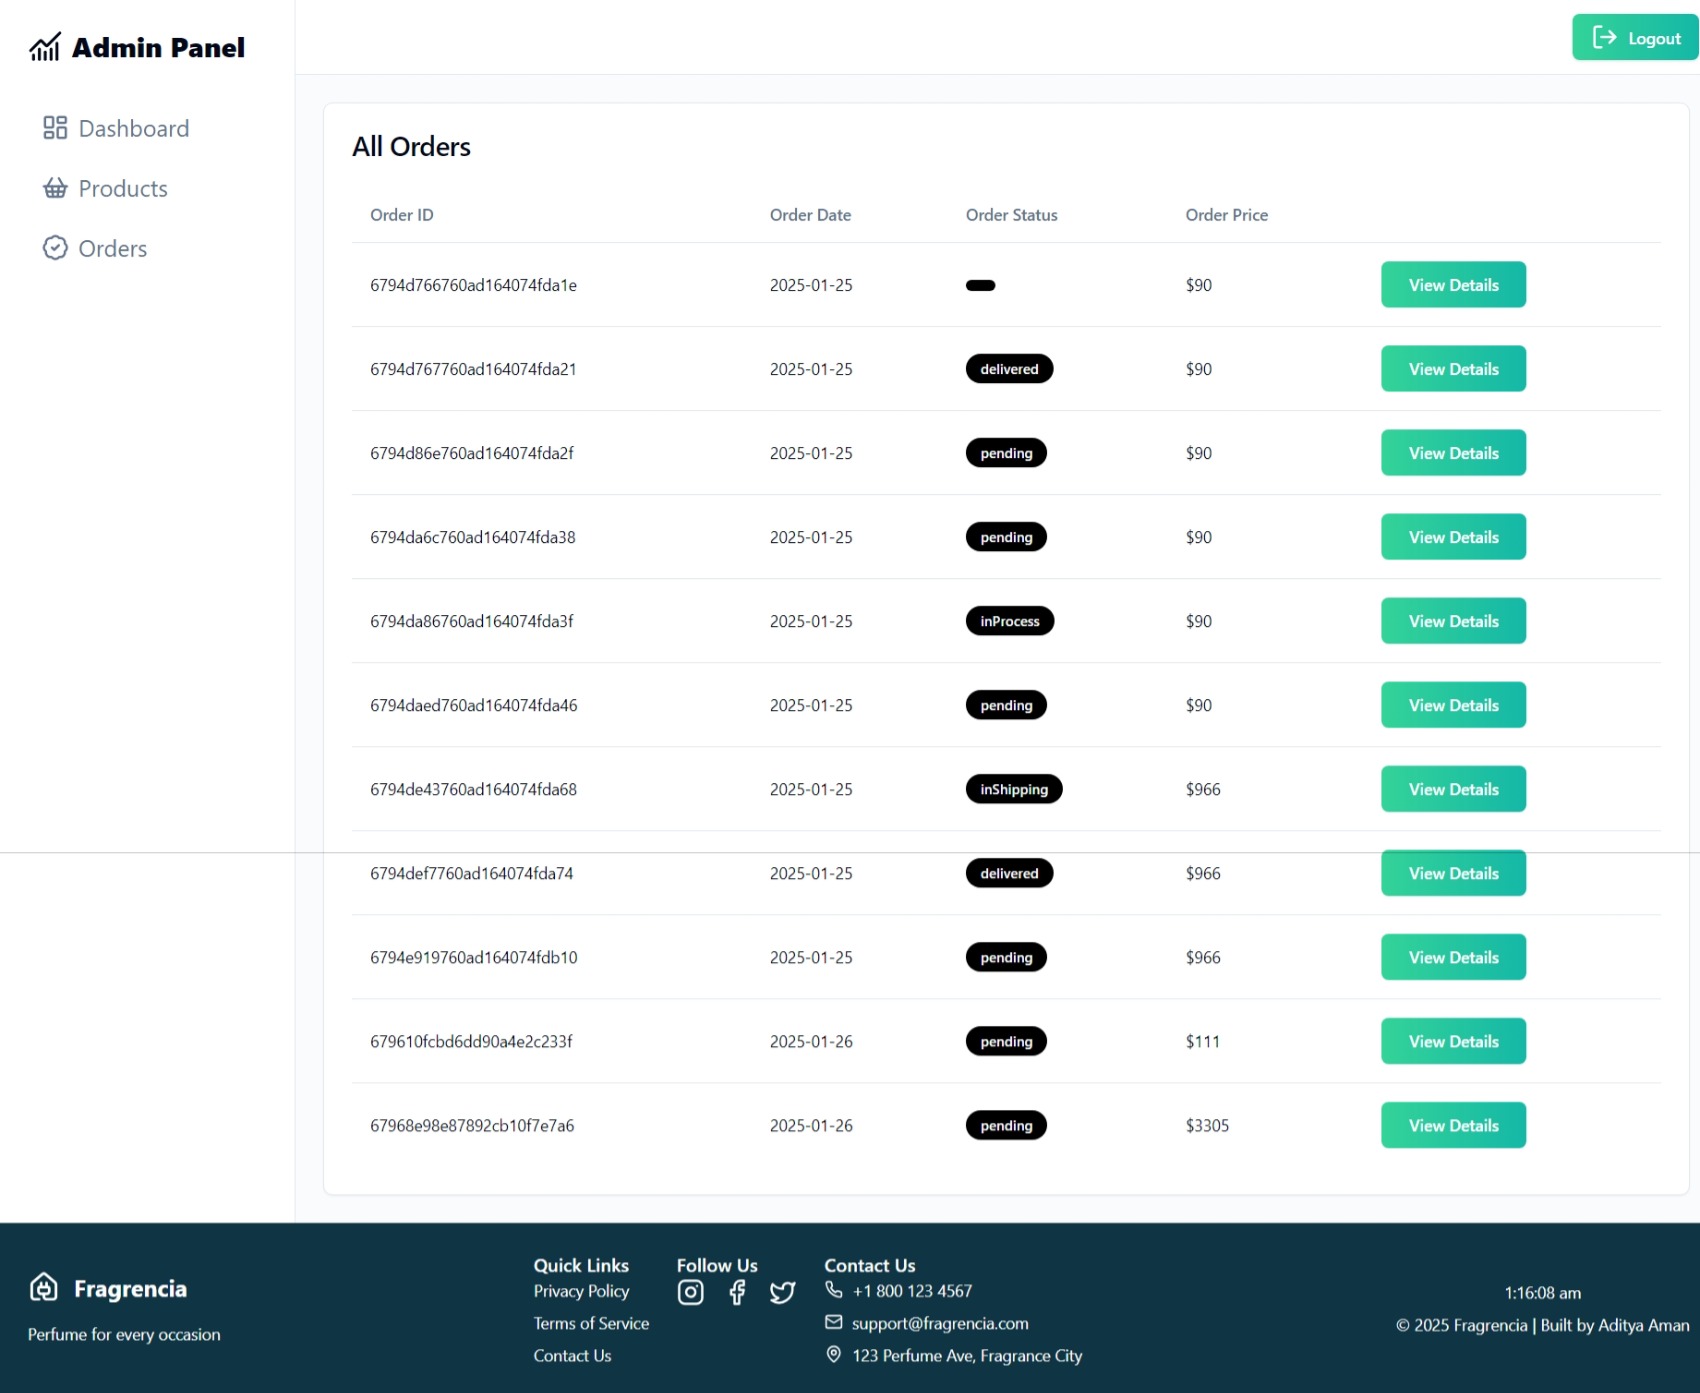 Admin Panel
Logout
Dashboard
Products
Orders
All Orders
Order ID Order Date Order Status Order Price
6794d766760ad164074fda1e 2025-01-25 $90 View Details
6794d767760ad164074fda21 2025-01-25 delivered $90 View Details
6794d86e760ad164074fda2f 2025-01-25 pending $90 View Details
6794da6c760ad164074fda38 2025-01-25 pending $90 View Details
6794da86760ad164074fda3f 2025-01-25 inProcess $90 View Details
6794daed760ad164074fda46 2025-01-25 pending $90 View Details
6794de43760ad164074fda68 2025-01-25 inShipping $966 View Details
6794def7760ad164074fda74 2025-01-25 delivered $966 View Details
6794e919760ad164074fdb10 2025-01-25 pending $966 View Details
679610fcbd6dd90a4e2c233f 2025-01-26 pending $111 View Details
67968e98e87892cb10f7e7a6 2025-01-26 pending $3305 View Details
Fragrencia
Perfume for every occasion
Quick Links
Privacy Policy
Terms of Service
Contact Us
Follow Us
Contact Us
+1 800 123 4567
support@fragrencia.com
123 Perfume Ave, Fragrance City
1:16:08 am
© 2025 Fragrencia | Built by Aditya Aman